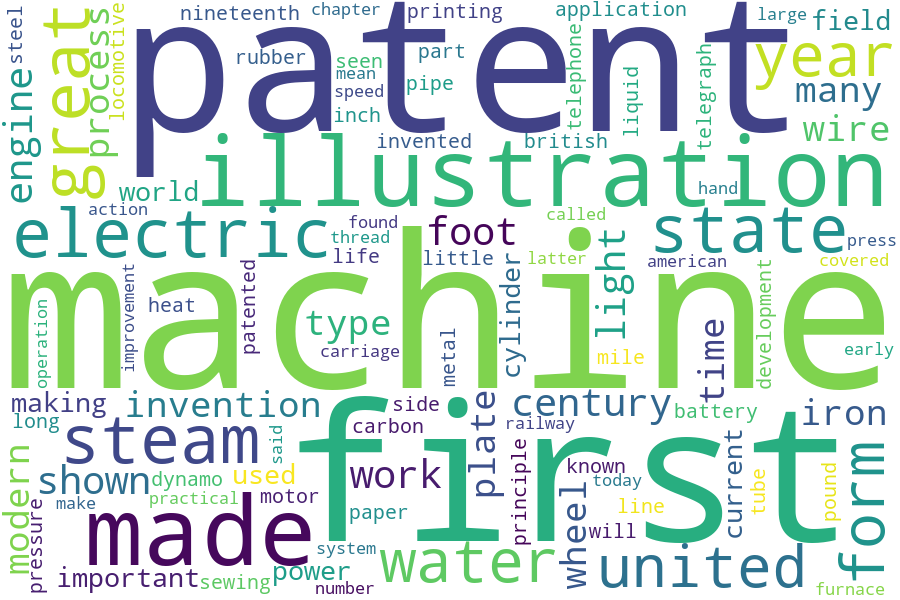 nineteenth chapter printing application large field
steel locomotive process great patent year
rubber seen part mean speed pipe inch telephone liquid telegraph many
engine invented british wire
world illustration hand
action electric found thread called foot state press
life little latter light american covered
machine
operation improvement heat patented type carriage metal cylinder mile time development early
making invention side century battery iron
long steam said first carbon plate railway
modern shown dynamo used work principle known today current tube pound form
make practical motor paper line wheel will
pressure made system water united
important sewing power number furnace